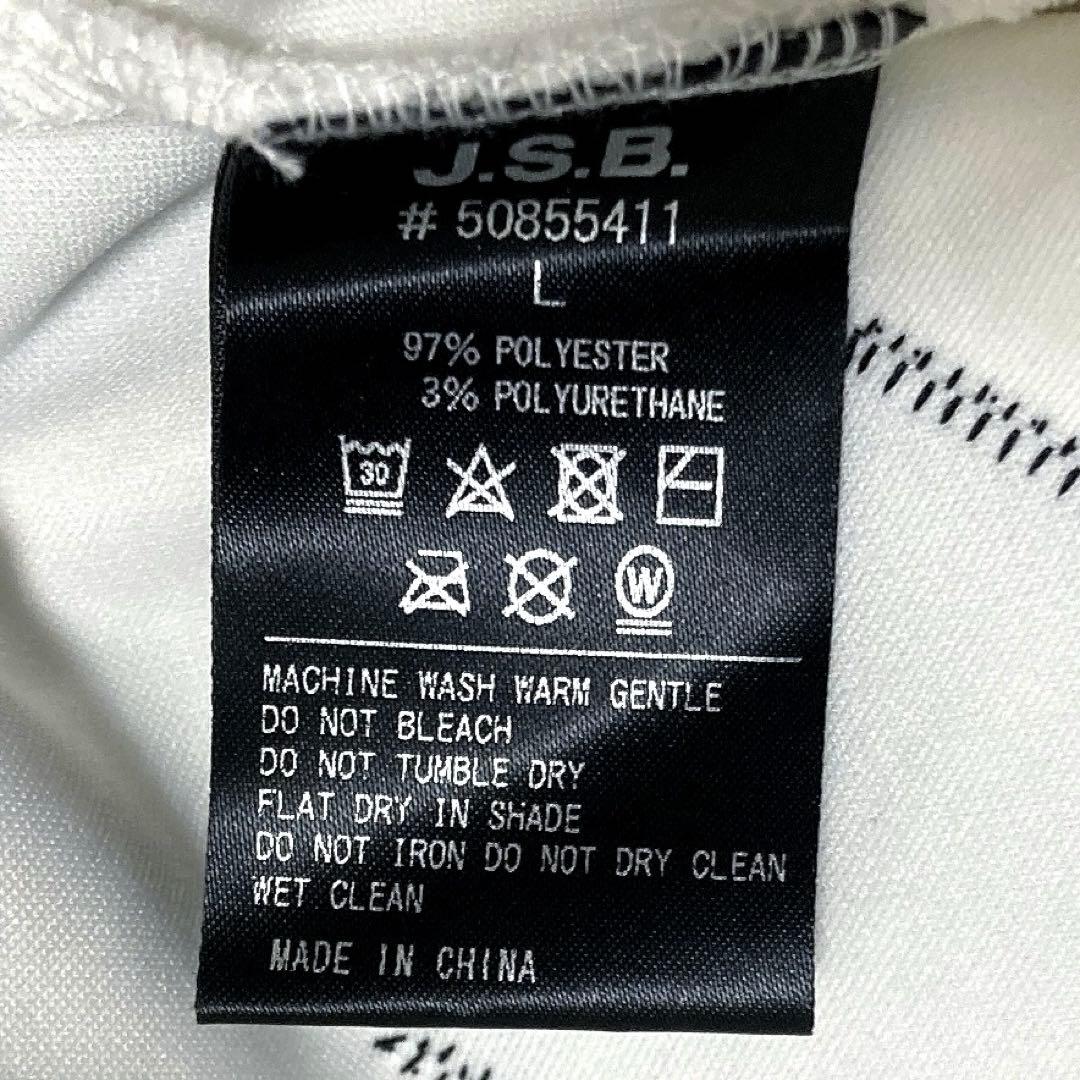 J.S.B.
# 50855411
L
97% POLYESTER
3% POLYURETHANE
30
W
MACHINE WASH WARM GENTLE
DO NOT BLEACH
DO NOT TUMBLE DRY
FLAT DRY IN SHADE
DO NOT IRON DO NOT DRY CLEAN
WET CLEAN
MADE IN CHINA